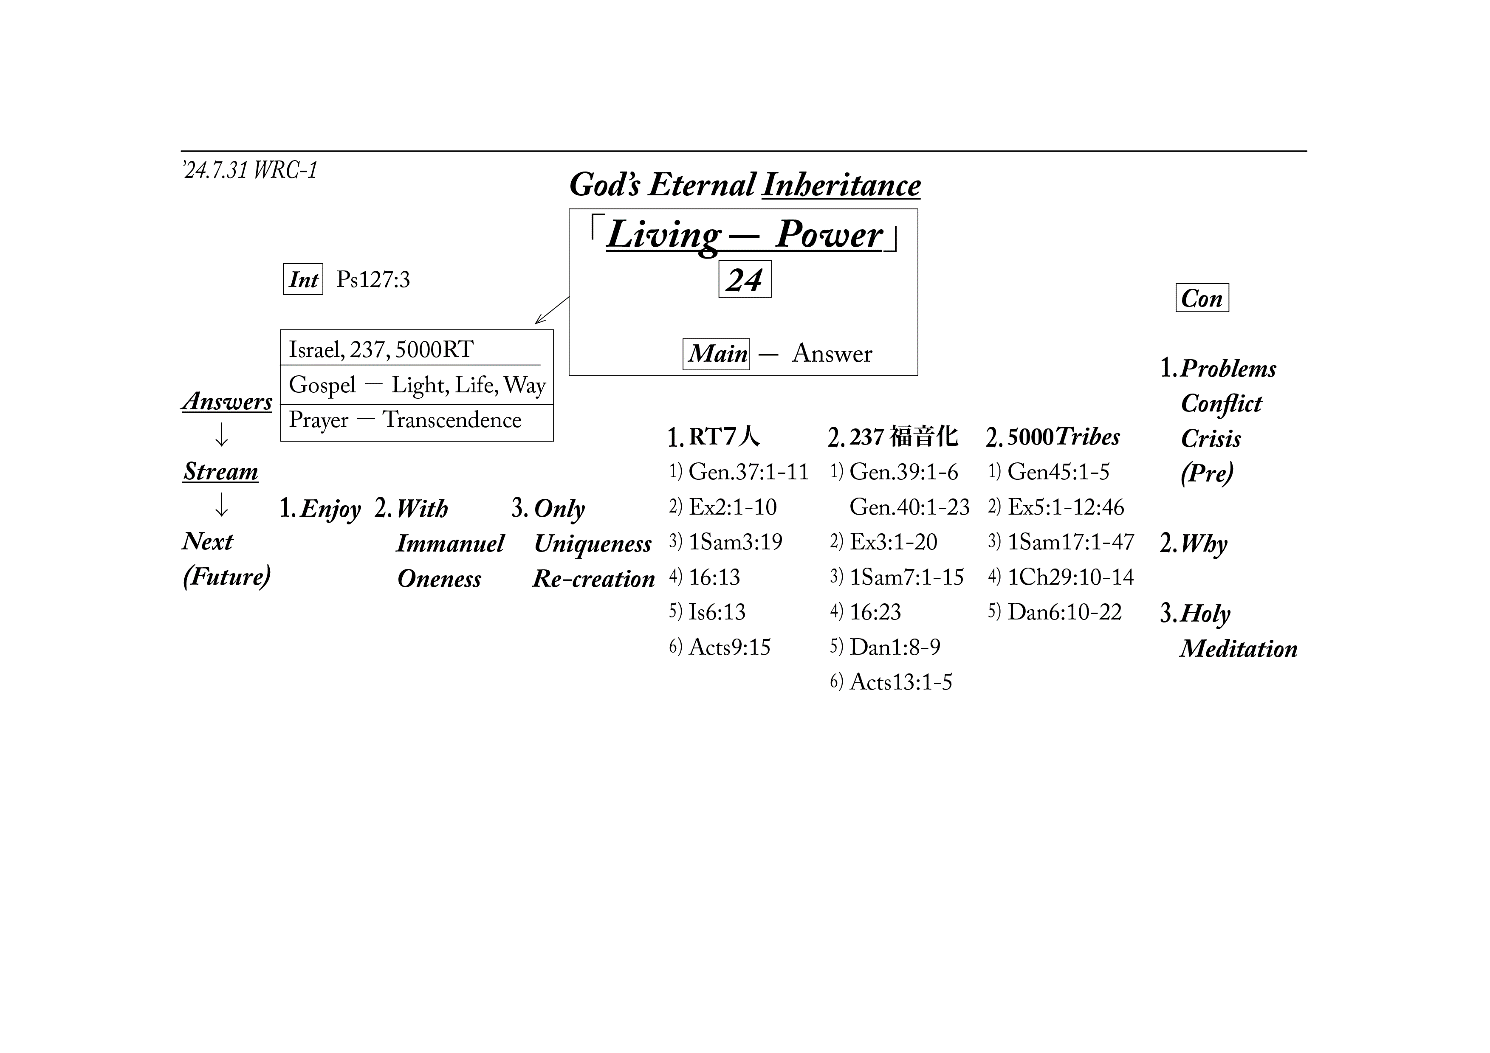 ’24.7.31 WRC-1
God’s Eternal Inheritance
「Living — Power」
24
Int Ps127:3
Israel, 237, 5000RT
Gospel — Light, Life, Way
Prayer — Transcendence
Answers
↓
Stream
↓
Next
(Future)
1. Enjoy
2. With
Immanuel
Oneness
3. Only
Uniqueness
Re-creation
Main — Answer
1. RT7人
1) Gen.37:1-11
2) Ex2:1-10
3) 1Sam3:19
4) 16:13
5) Is6:13
6) Acts9:15
2. 237 福音化
1) Gen.39:1-6
Gen.40:1-23
2) Ex3:1-20
3) 1Sam7:1-15
4) 16:23
5) Dan1:8-9
6) Acts13:1-5
2. 5000Tribes
1) Gen45:1-5
2) Ex5:1-12:46
3) 1Sam17:1-47
4) 1Ch29:10-14
5) Dan6:10-22
Con
1. Problems
Conflict
Crisis
(Pre)
2. Why
3. Holy
Meditation